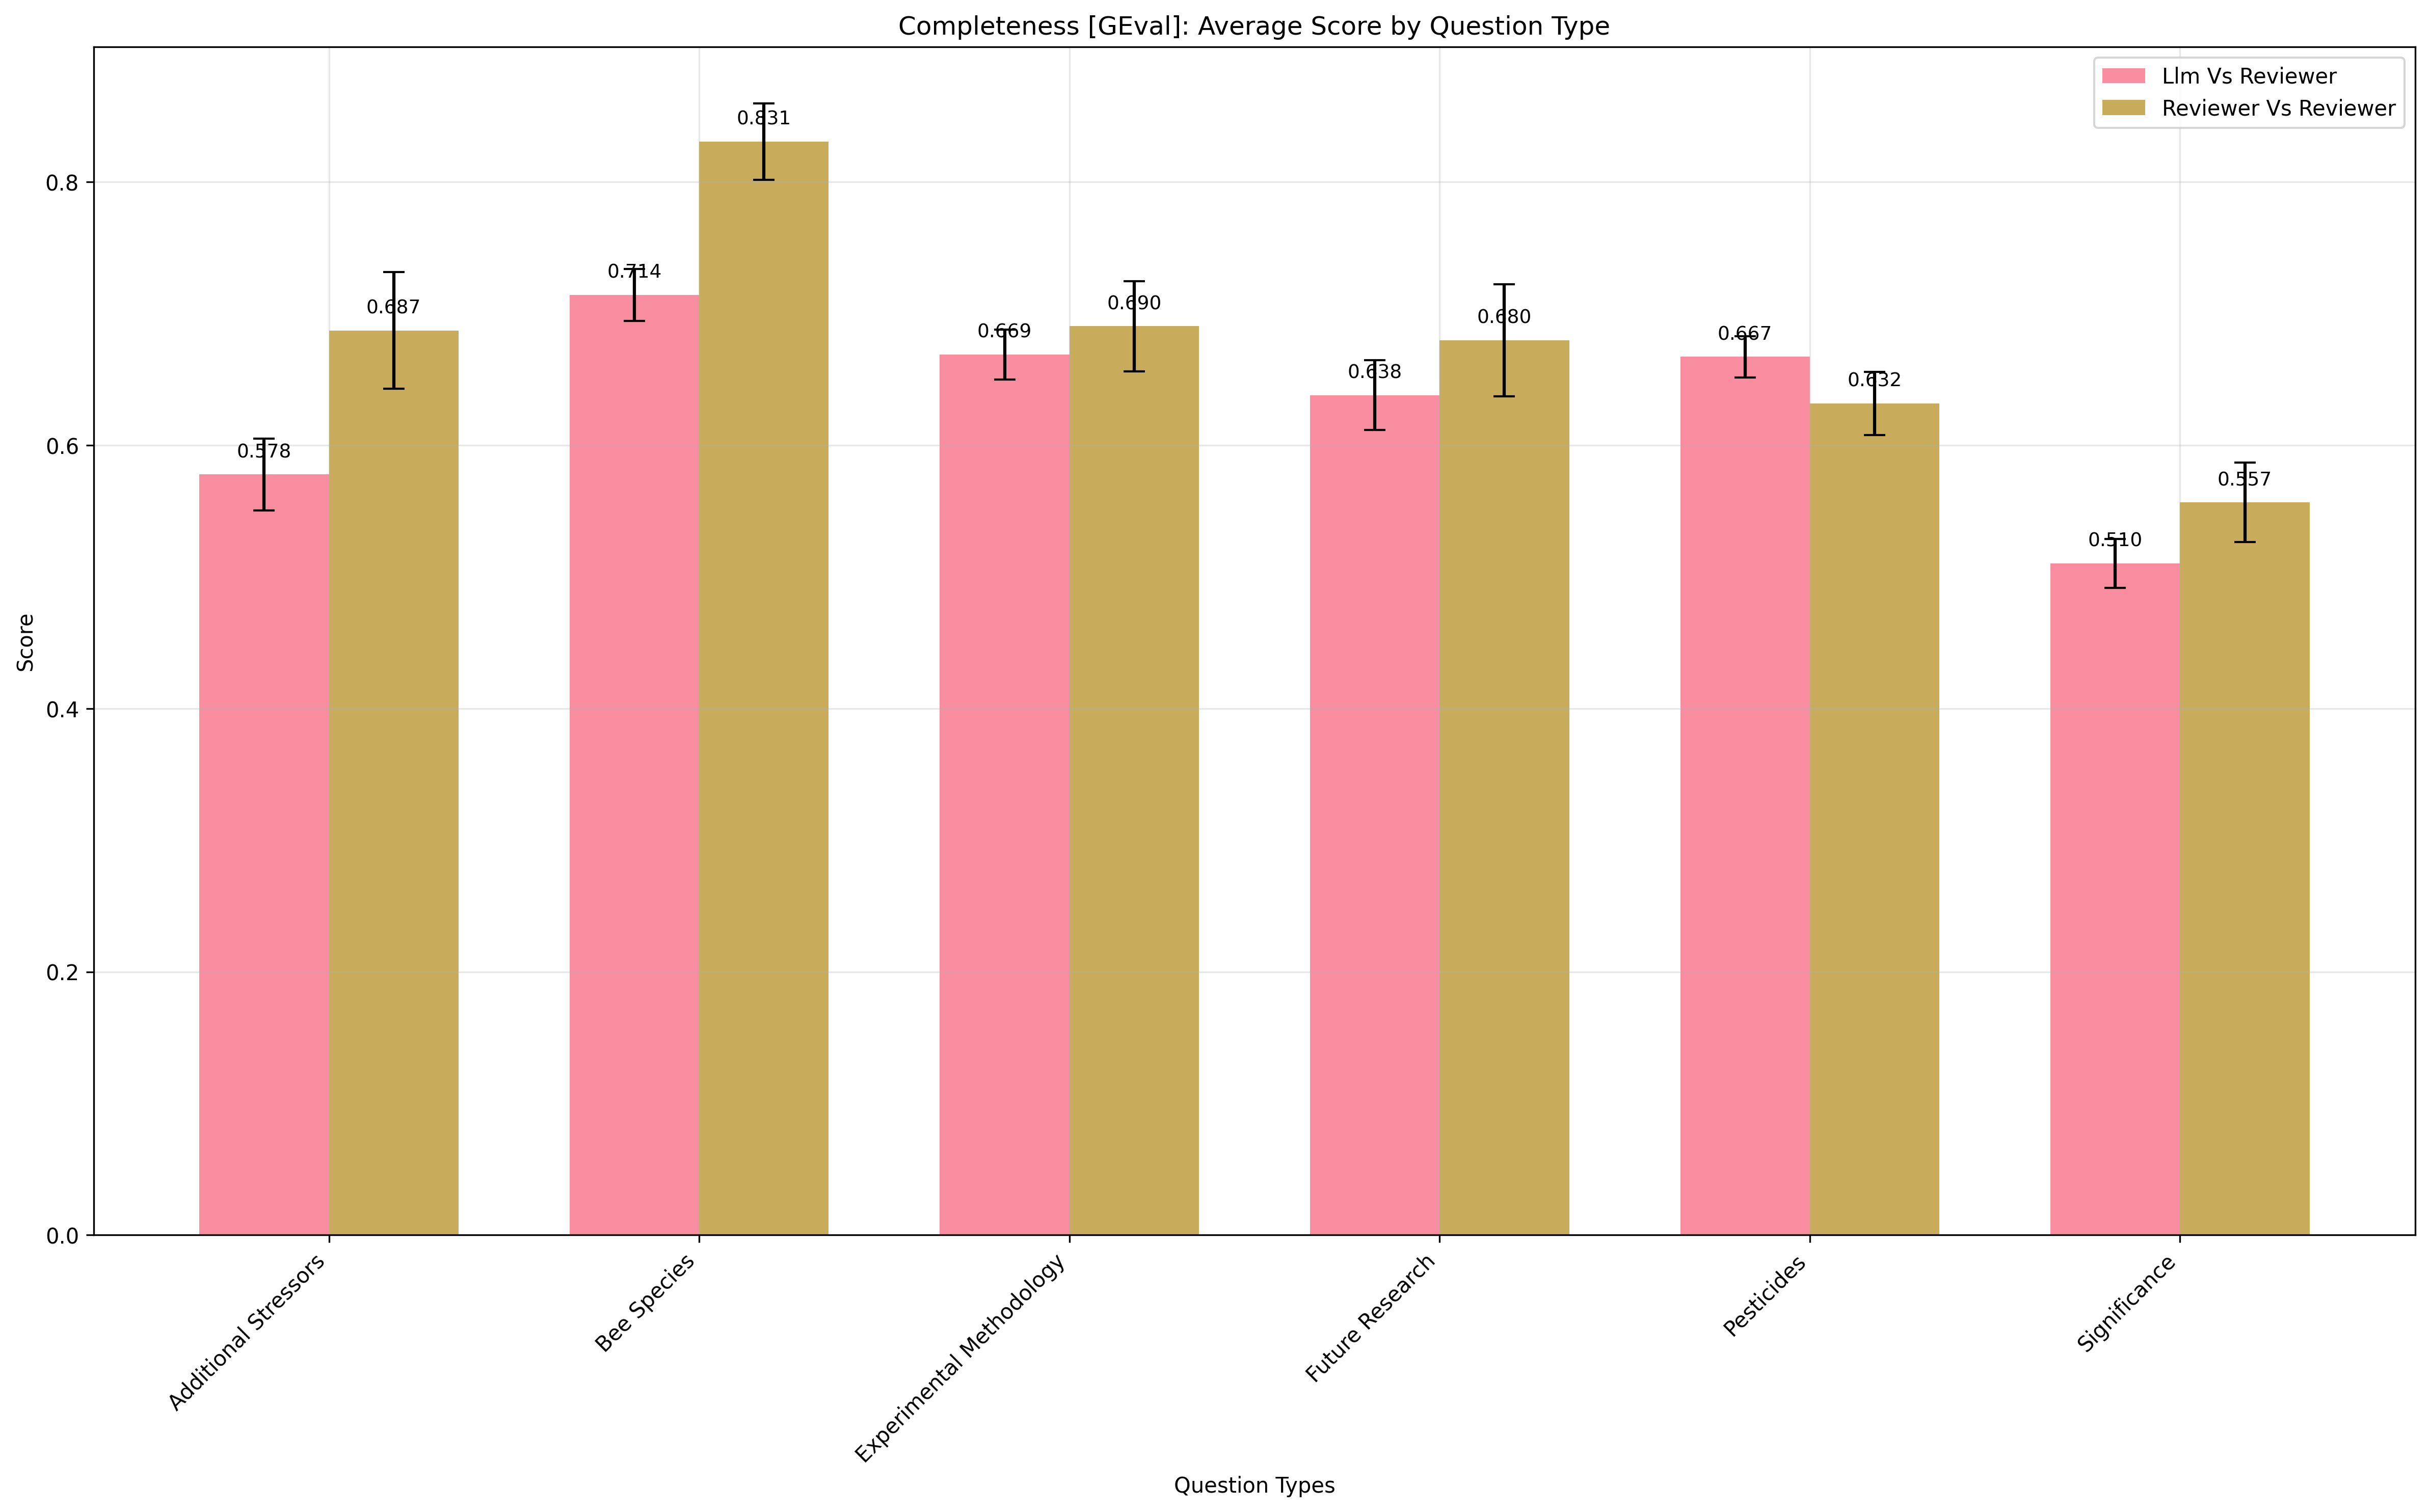 Completeness [GEval]: Average Score by Question Type
Llm Vs Reviewer
Reviewer Vs Reviewer
Score
0.8
0.6
0.4
0.2
0.0
0.578
0.687
0.714
0.831
0.669
0.690
0.638
0.680
0.667
0.632
0.510
0.557
Additional Stressors
Bee Species
Experimental Methodology
Future Research
Pesticides
Significance
Question Types